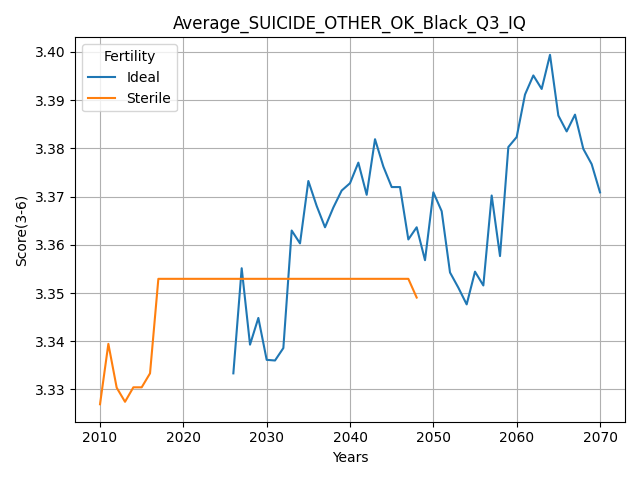 Average_SUICIDE_OTHER_OK_Black_Q3_IQ
Fertility
Ideal
Sterile
Score(3-6)
3.40
3.39
3.38
3.37
3.36
3.35
3.34
3.33
2010 2020 2030 2040 2050 2060 2070
Years